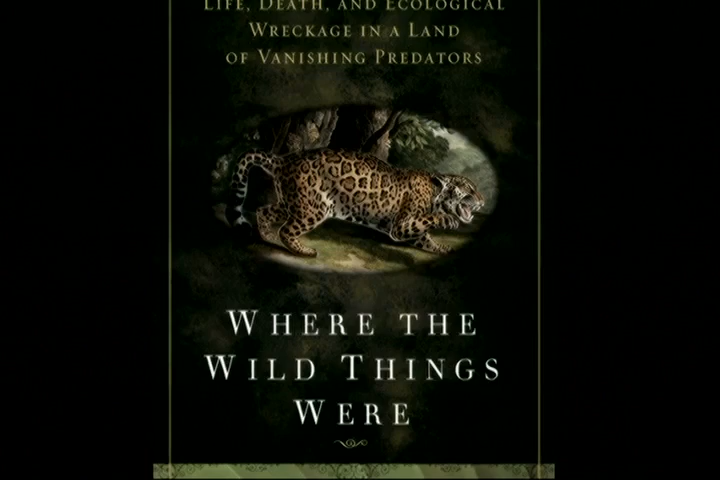 LIFE, DEATH, AND ECOLOGICAL
WRECKAGE IN A LAND
OF VANISHING PREDATORS
WHERE THE
WILD THINGS
WERE